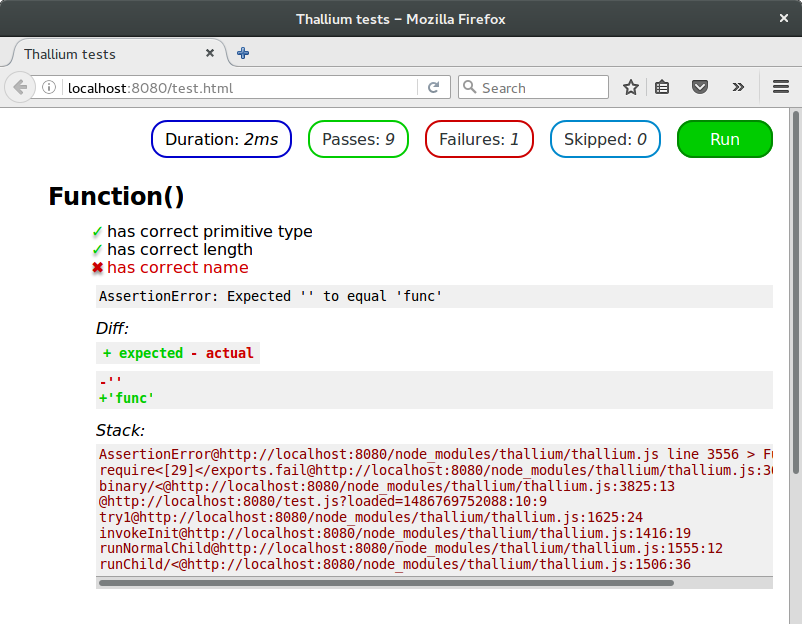 Thallium tests – Mozilla Firefox
Thallium tests
localhost:8080/test.html
Search
Duration: 2ms
Passes: 9
Failures: 1
Skipped: 0
Run
Function()
✓ has correct primitive type
✓ has correct length
✖ has correct name
AssertionError: Expected '' to equal 'func'
Diff:
+ expected - actual
-''
+'func'
Stack:
AssertionError@http://localhost:8080/node_modules/thallium/thallium.js line 3556 > Fu
require<[29]</exports.fail@http://localhost:8080/node_modules/thallium/thallium.js:36
binary/<@http://localhost:8080/node_modules/thallium/thallium.js:3825:13
@http://localhost:8080/test.js?loaded=1486769752088:10:9
try1@http://localhost:8080/node_modules/thallium/thallium.js:1625:24
invokeInit@http://localhost:8080/node_modules/thallium/thallium.js:1416:19
runNormalChild@http://localhost:8080/node_modules/thallium/thallium.js:1555:12
runChild/<@http://localhost:8080/node_modules/thallium/thallium.js:1506:36